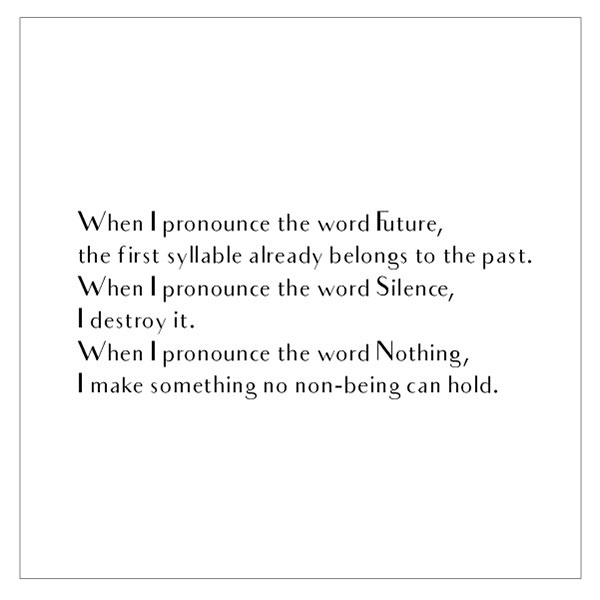 When I pronounce the word Future,
the first syllable already belongs to the past.
When I pronounce the word Silence,
I destroy it.
When I pronounce the word Nothing,
I make something no non-being can hold.